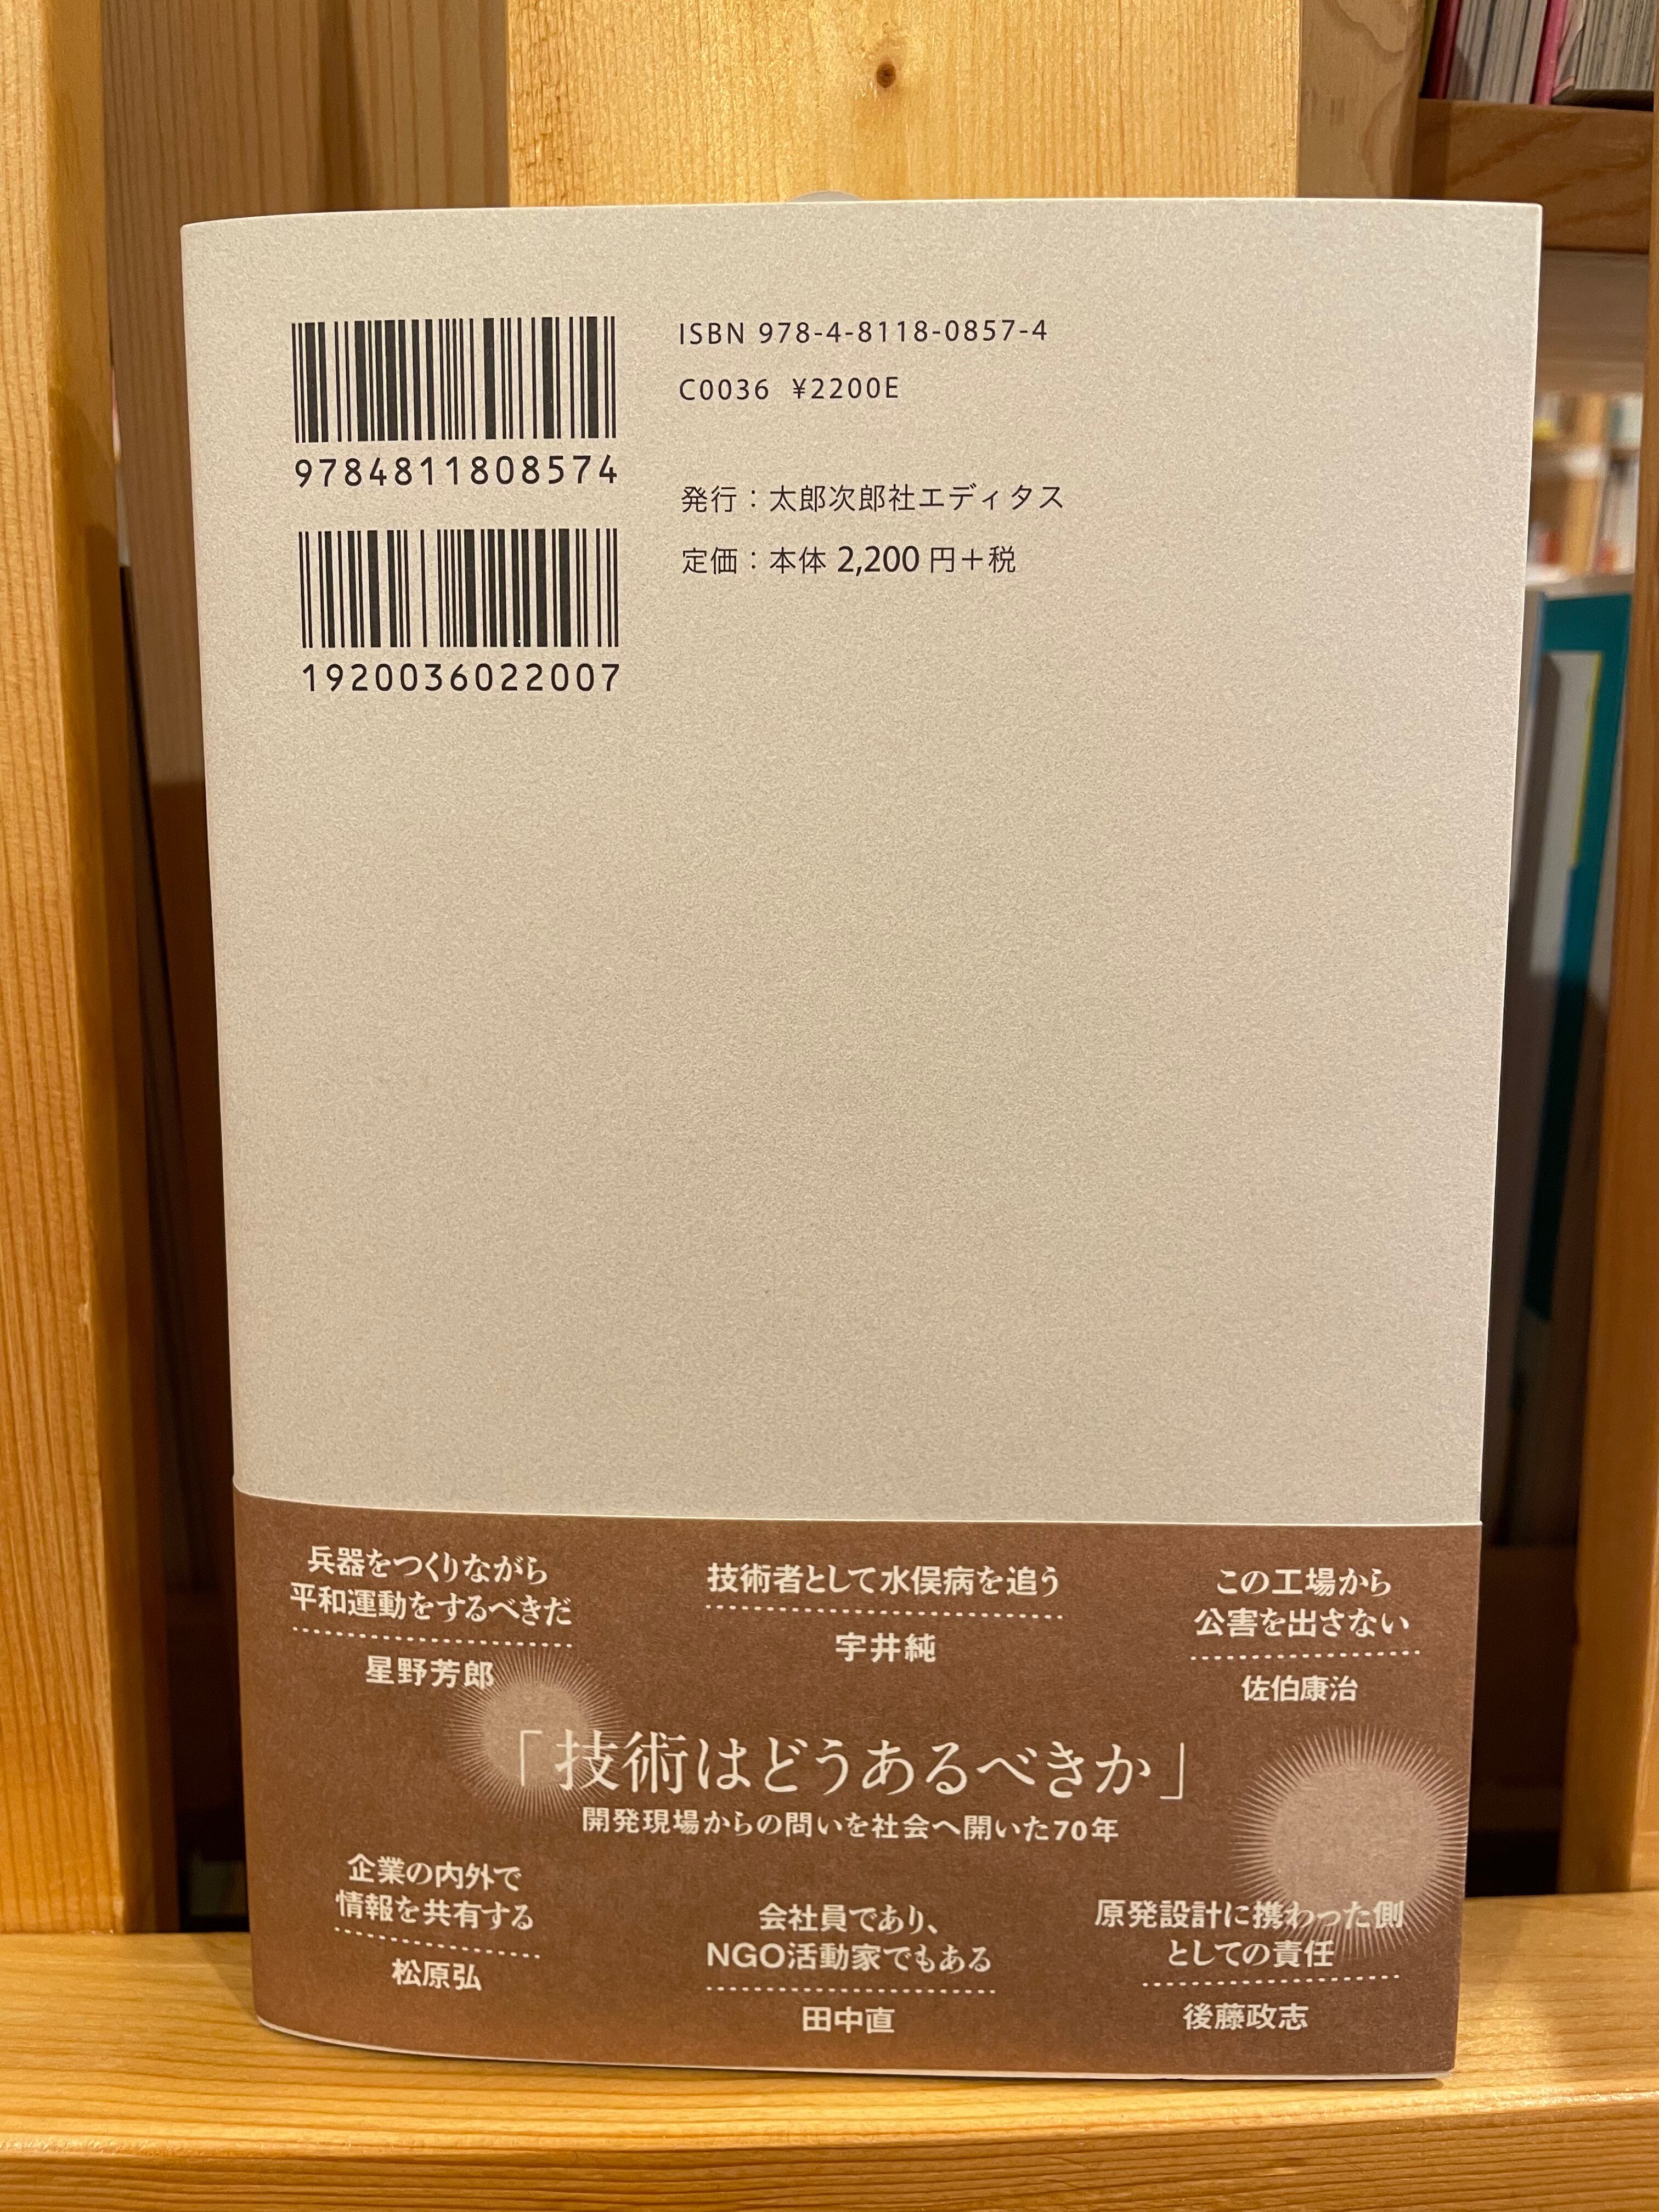 9784811808574
1920036022007
ISBN 978-4-8118-0857-4
C0036 ¥2200E
発行：太郎次郎社エディタス
定価：本体 2,200 円＋税
兵器をつくりながら
平和運動をするべきだ
星野芳郎
技術者として水俣病を追う
宇井純
この工場から
公害を出さない
佐伯康治
「技術はどうあるべきか」
開発現場からの問いを社会へ開いた70年
企業の内外で
情報を共有する
松原弘
会社員であり、
NGO活動家でもある
田中直
原発設計に携わった側
としての責任
後藤政志